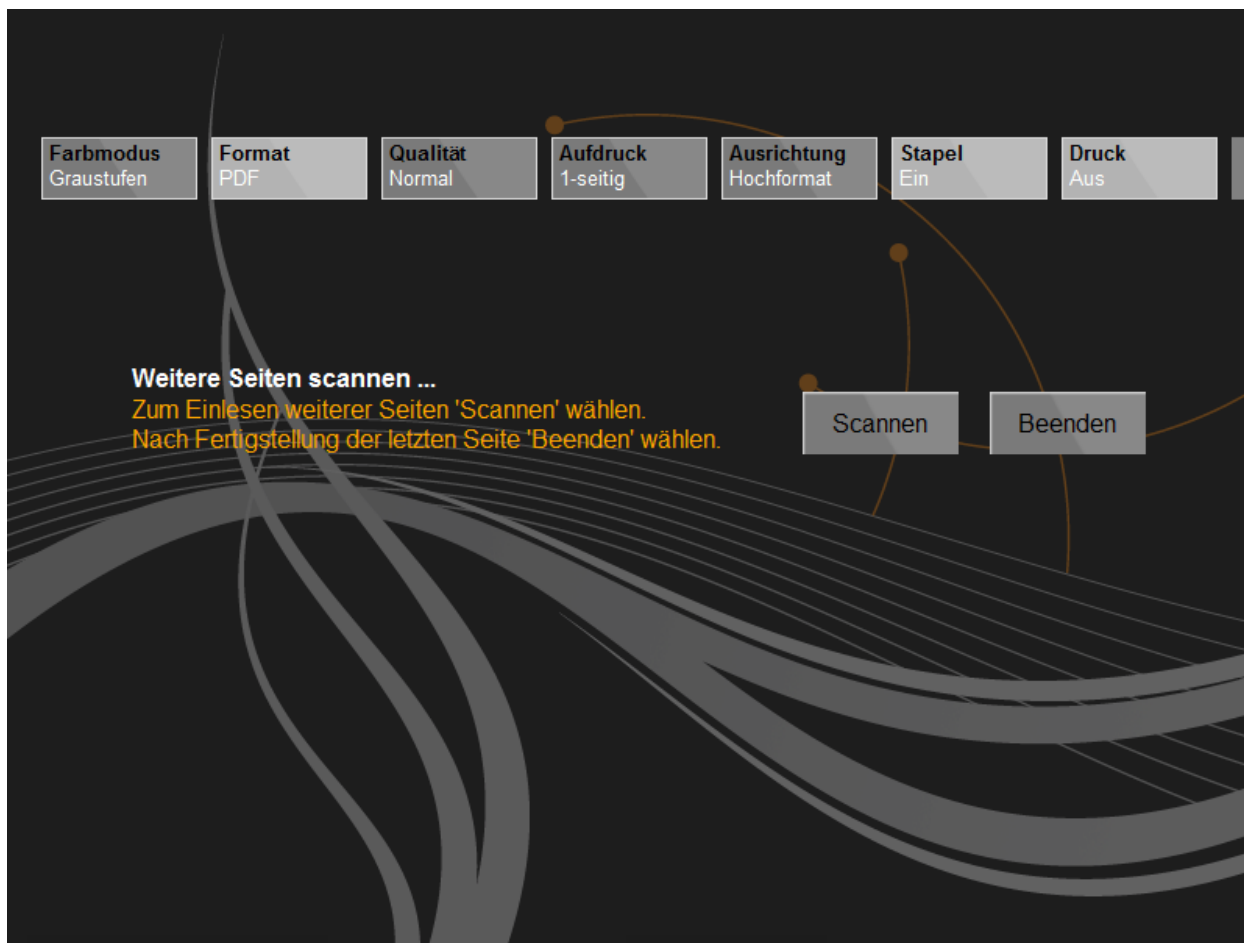 Farbmodus
Graustufen
Format
PDF
Qualität
Normal
Aufdruck
1-seitig
Ausrichtung
Hochformat
Stapel
Ein
Druck
Aus
Weitere Seiten scannen ...
Zum Einlesen weiterer Seiten 'Scannen' wählen.
Nach Fertigstellung der letzten Seite 'Beenden' wählen.
Scannen
Beenden